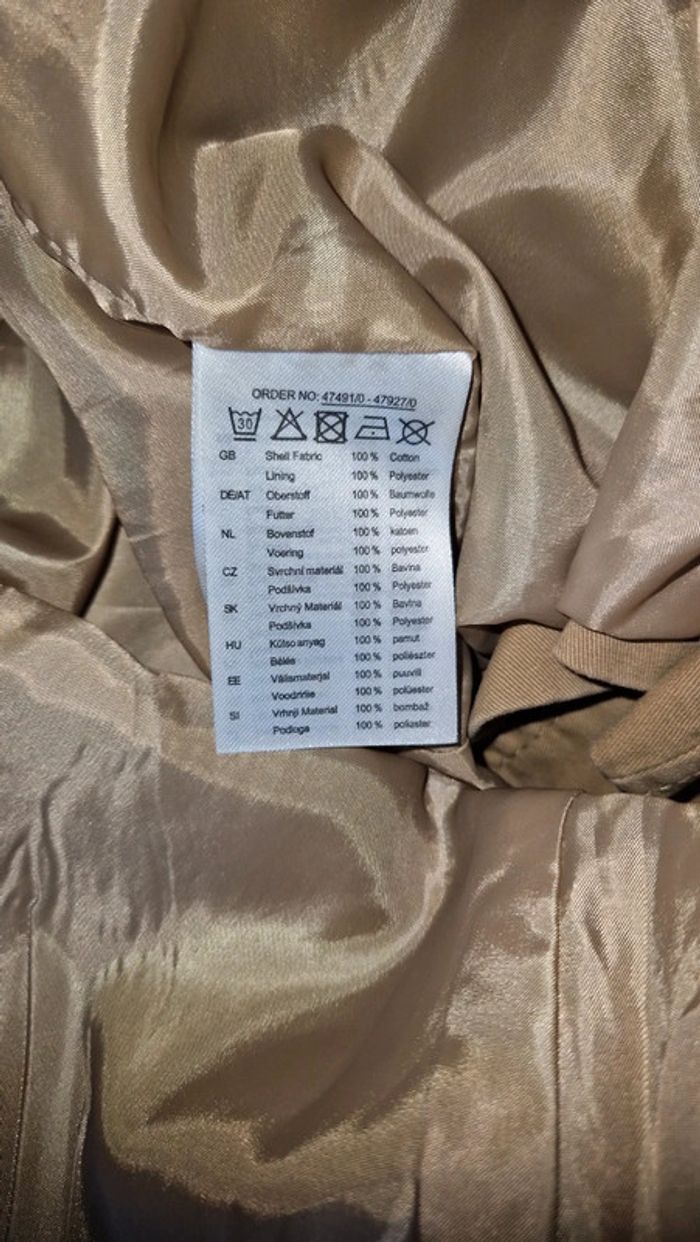 ORDER NO: 47491/0 - 47927/0
30
GB Shell Fabric 100 % Cotton
Lining 100 % Polyester
DE/AT Oberstoff 100 % Baumwolle
Futter 100 % Polyester
NL Bovenstof 100 % katoen
Voering 100 % polyester
CZ Svrchní materiál 100 % Bavlna
Podšívka 100 % Polyester
SK Vrchný Materiál 100 % Bavlna
Podšívka 100 % Polyester
HU Külso anyag 100 % pamut
Bélés 100 % poliészter
EE Välismaterjal 100 % puuvill
Voodriiie 100 % polüester
SI Vrhnji Material 100 % bombaž
Podloga 100 % poliester